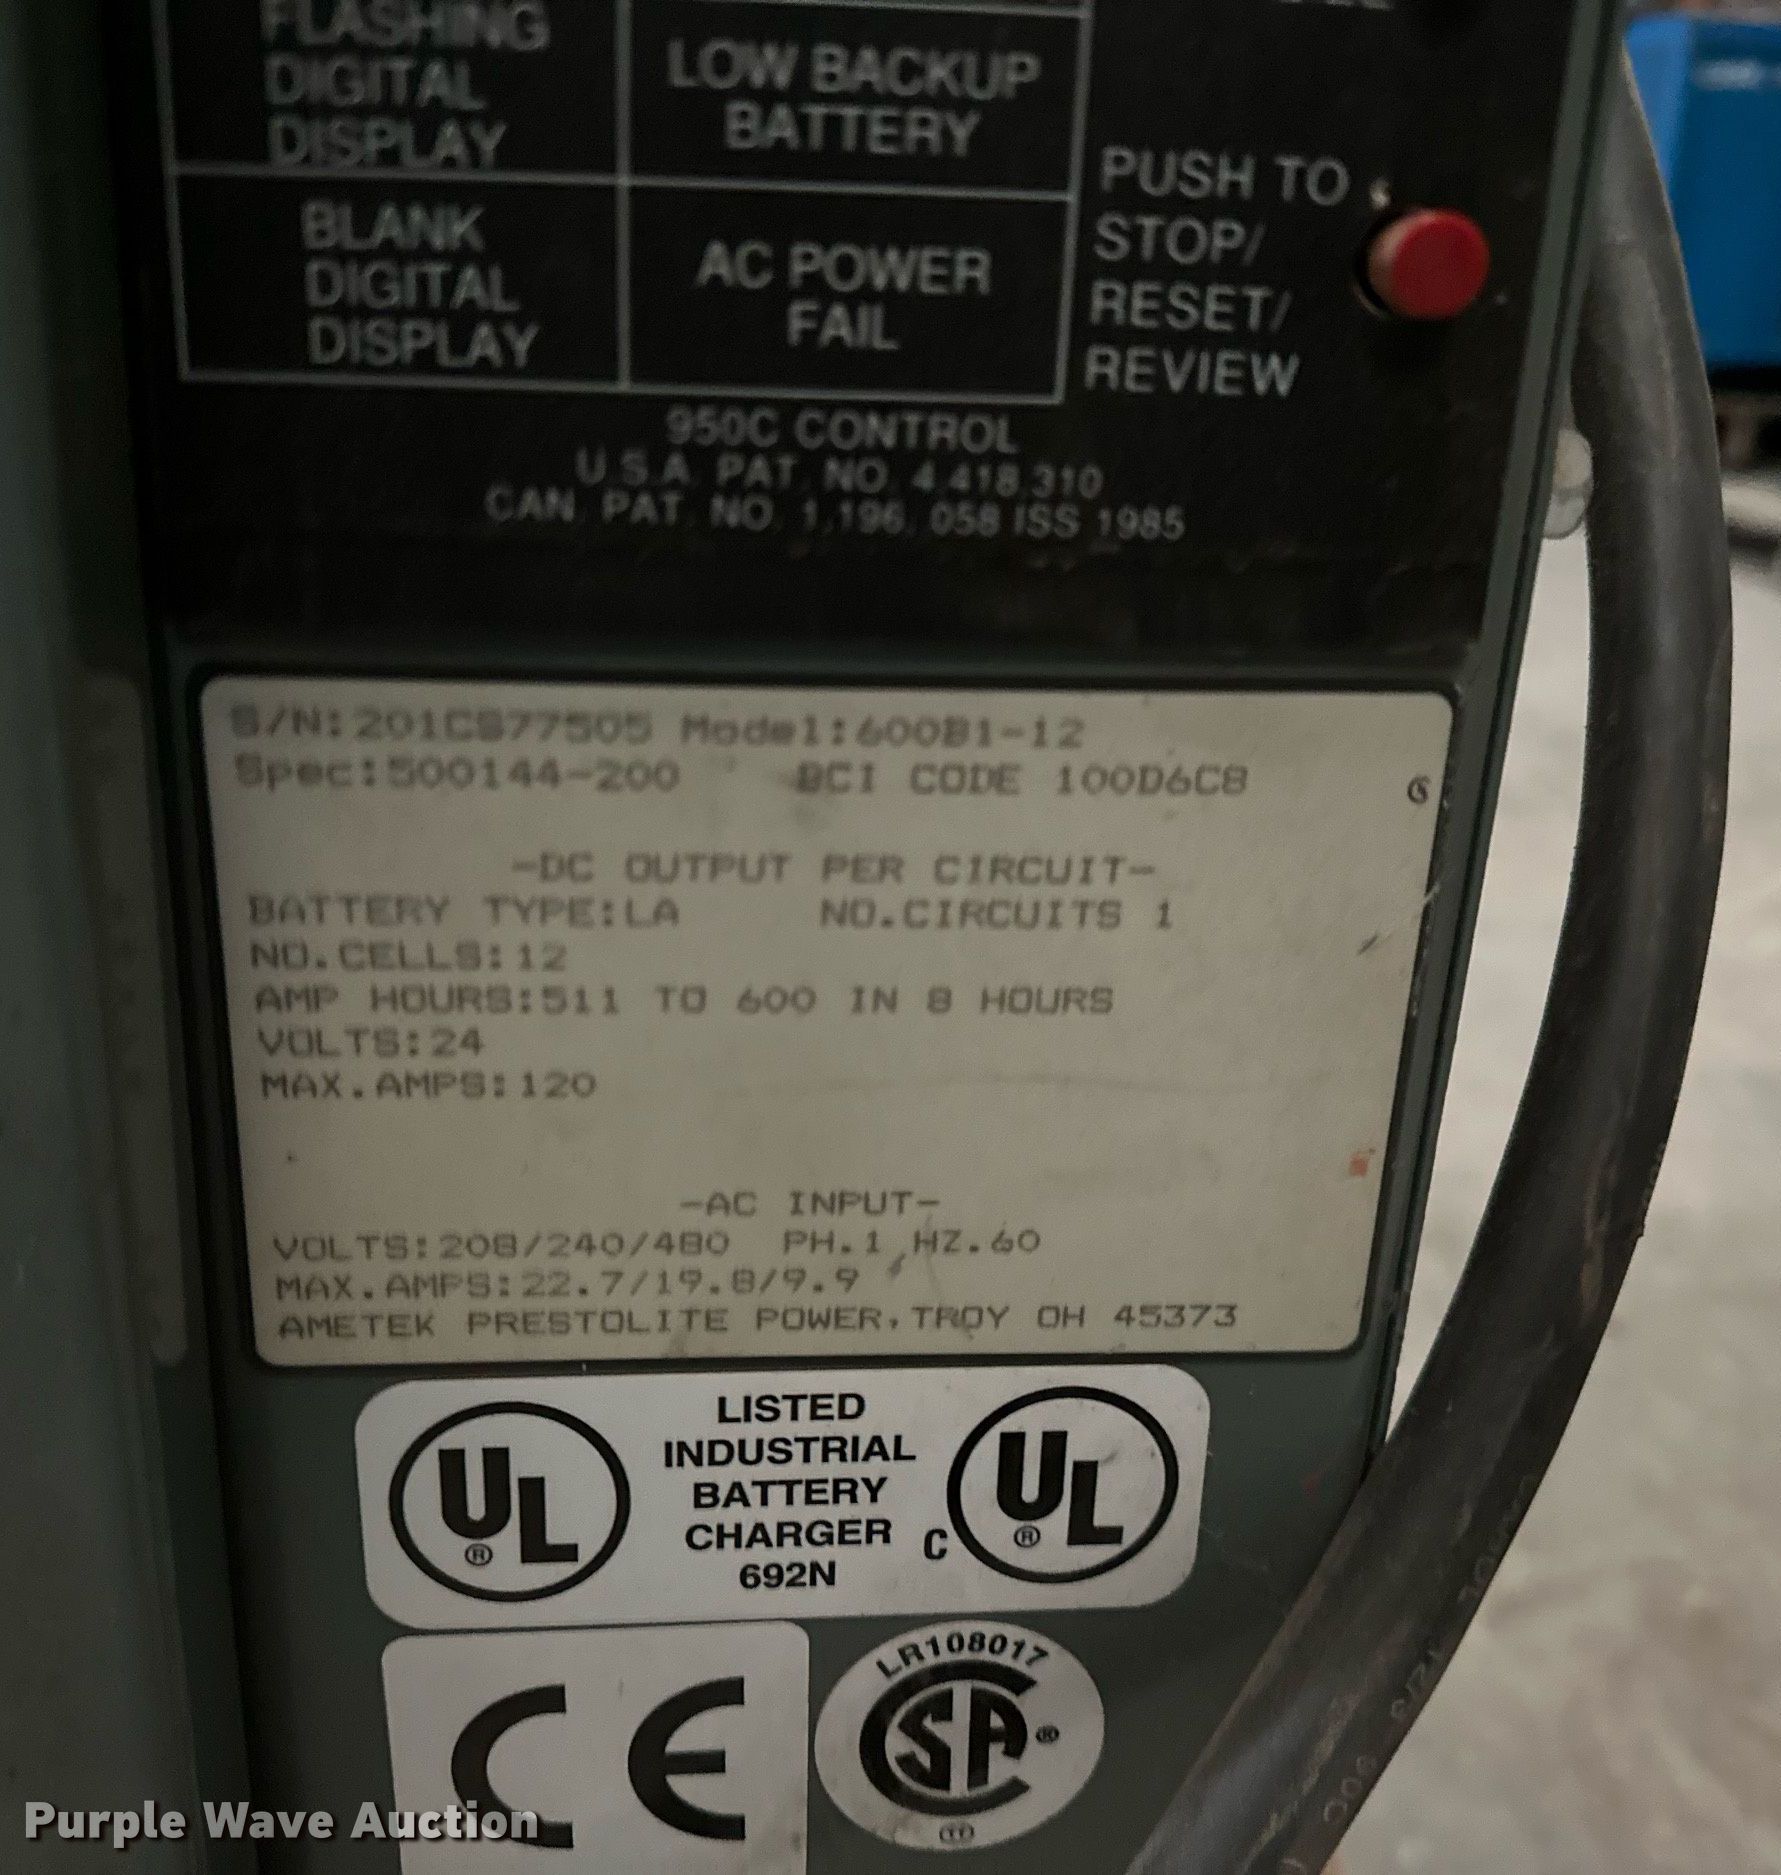 FLASHING
DIGITAL
DISPLAY
LOW BACKUP
BATTERY
BLANK
DIGITAL
DISPLAY
AC POWER
FAIL
PUSH TO
STOP/
RESET/
REVIEW
950C CONTROL
U.S.A. PAT. NO. 4,418,310
CAN. PAT. NO. 1,196, 058 ISS 1985
S/N:201CS77505 Model:600B1-12
Spec:500144-200 BCI CODE 100D6C8
-DC OUTPUT PER CIRCUIT-
BATTERY TYPE:LA NO.CIRCUITS 1
NO.CELLS:12
AMP HOURS:511 TO 600 IN 8 HOURS
VOLTS:24
MAX.AMPS:120
-AC INPUT-
VOLTS:208/240/480 PH.1 HZ.60
MAX.AMPS:22.7/19.8/9.9
AMETEK PRESTOLITE POWER,TROY OH 45373
UL®
LISTED
INDUSTRIAL
BATTERY
CHARGER
692N
C UL®
CE
LR108017
CSA®
Purple Wave Auction